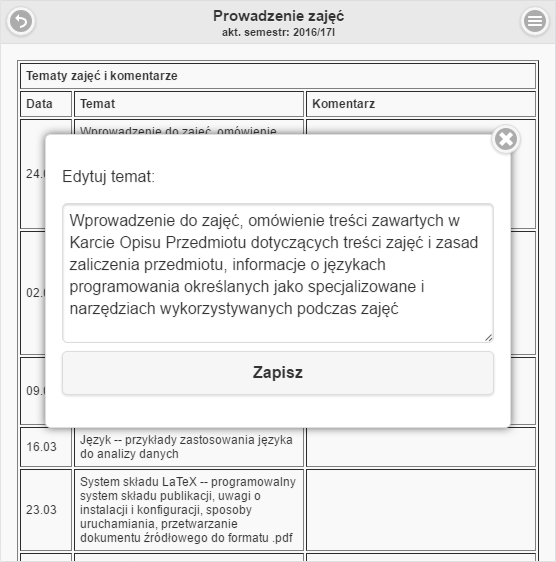 Prowadzenie zajęć
akt. semestr: 2016/17l
Tematy zajęć i komentarze
Data Temat Komentarz
Wprowadzenie do zajęć, omówienie
24.0
Edytuj temat:
Wprowadzenie do zajęć, omówienie treści zawartych w
Karcie Opisu Przedmiotu dotyczących treści zajęć i zasad
zaliczenia przedmiotu, informacje o językach
programowania określanych jako specjalizowane i
narzędziach wykorzystywanych podczas zajęć
02.0
Zapisz
09.0
16.03 Język -- przykłady zastosowania języka
do analizy danych
23.03 System składu LaTeX -- programowalny
system składu publikacji, uwagi o
instalacji i konfiguracji, sposoby
uruchamiania, przetwarzanie
dokumentu źródłowego do formatu .pdf